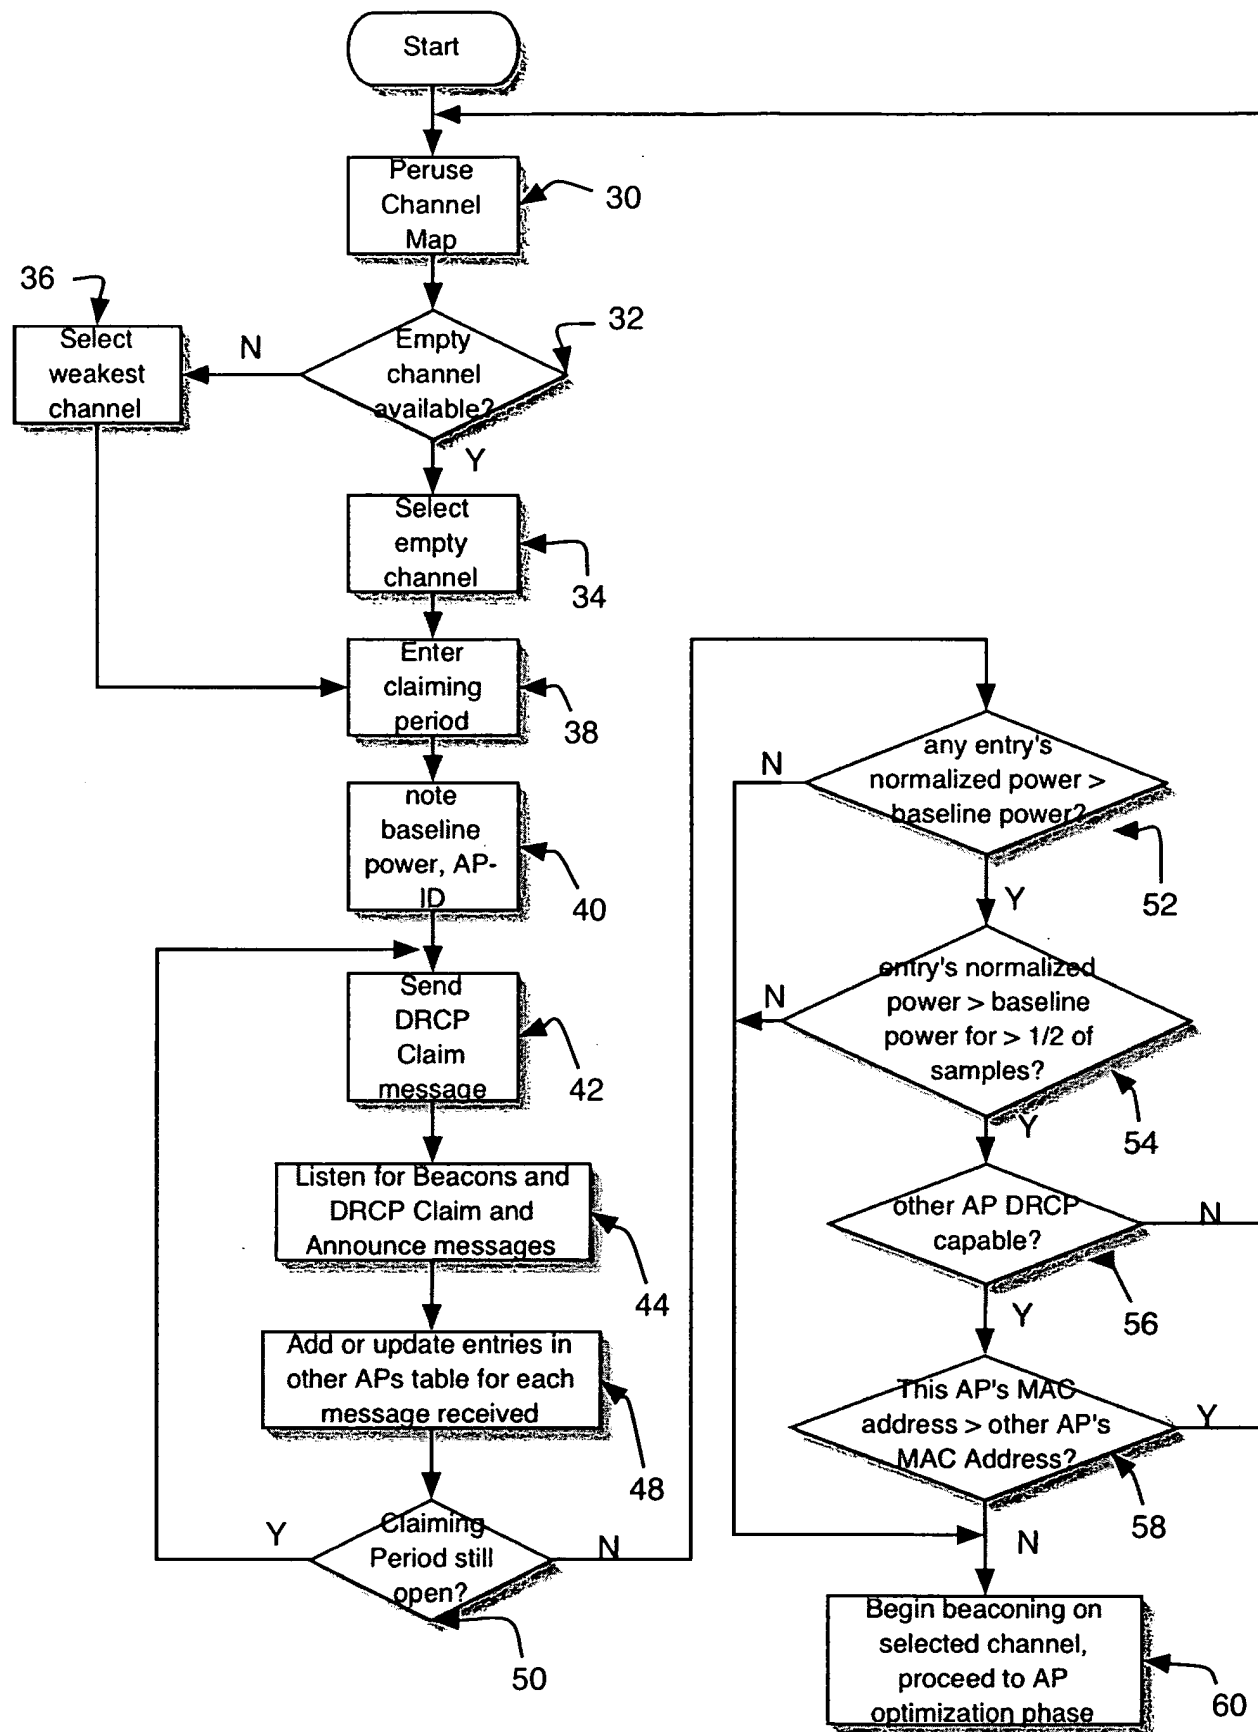 Start
Peruse
Channel
Map
30
36
Select
weakest
channel
N
Empty
channel
available?
32
Y
Select
empty
channel
34
Enter
claiming
period
38
note
baseline
power, AP-
ID
40
Send
DRCP
Claim
message
42
Listen for Beacons and
DRCP Claim and
Announce messages
44
Add or update entries in
other APs table for each
message received
48
Y
Claiming
Period still
open?
N
50
any entry's
normalized power >
baseline power?
N
52
Y
entry's normalized
power > baseline
power for > 1/2 of
samples?
N
54
Y
other AP DRCP
capable?
N
56
Y
This AP's MAC
address > other AP's
MAC Address?
Y
58
N
Begin beaconing on
selected channel,
proceed to AP
optimization phase
60